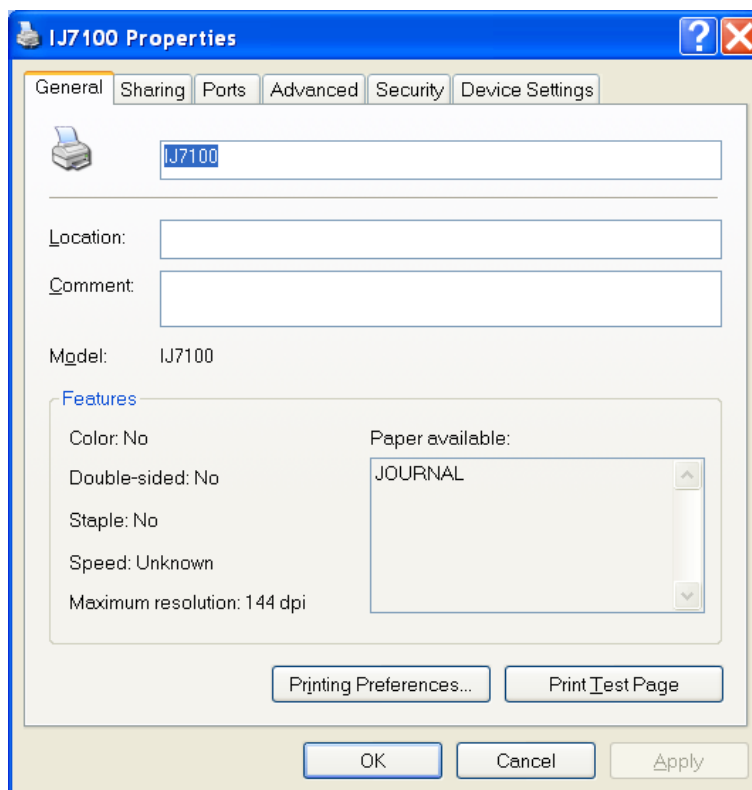 IJ7100 Properties
General Sharing Ports Advanced Security Device Settings
IJ7100
Location:
Comment:
Model: IJ7100
Features
Color: No
Paper available:
Double-sided: No
JOURNAL
Staple: No
Speed: Unknown
Maximum resolution: 144 dpi
Printing Preferences... Print Test Page
OK Cancel Apply